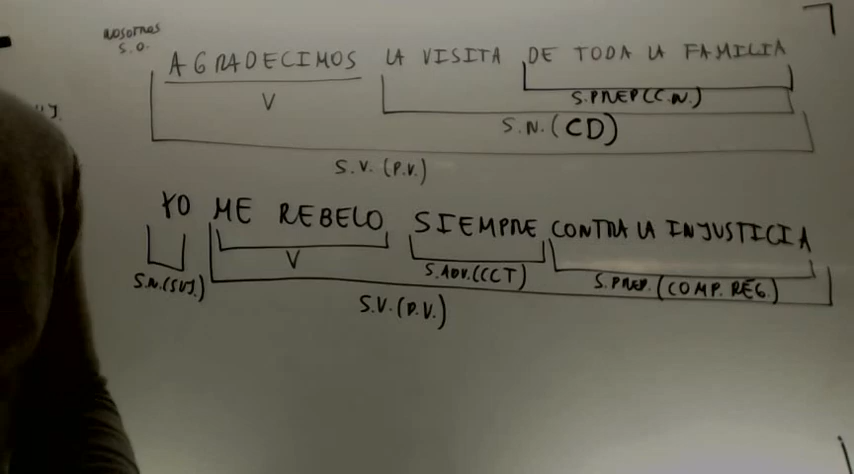 NOSOTROS
S.O.
AGRADECIMOS LA VISITA DE TODA LA FAMILIA
V
S.PREP(C.N.)
S.N.(CD)
S.V.(P.V.)
YO ME REBELO SIEMPRE CONTRA LA INJUSTICIA
V
S.N.(SUJ.) S.ADV.(CCT) S.PREP.(COMP.REG.)
S.V.(P.V.)